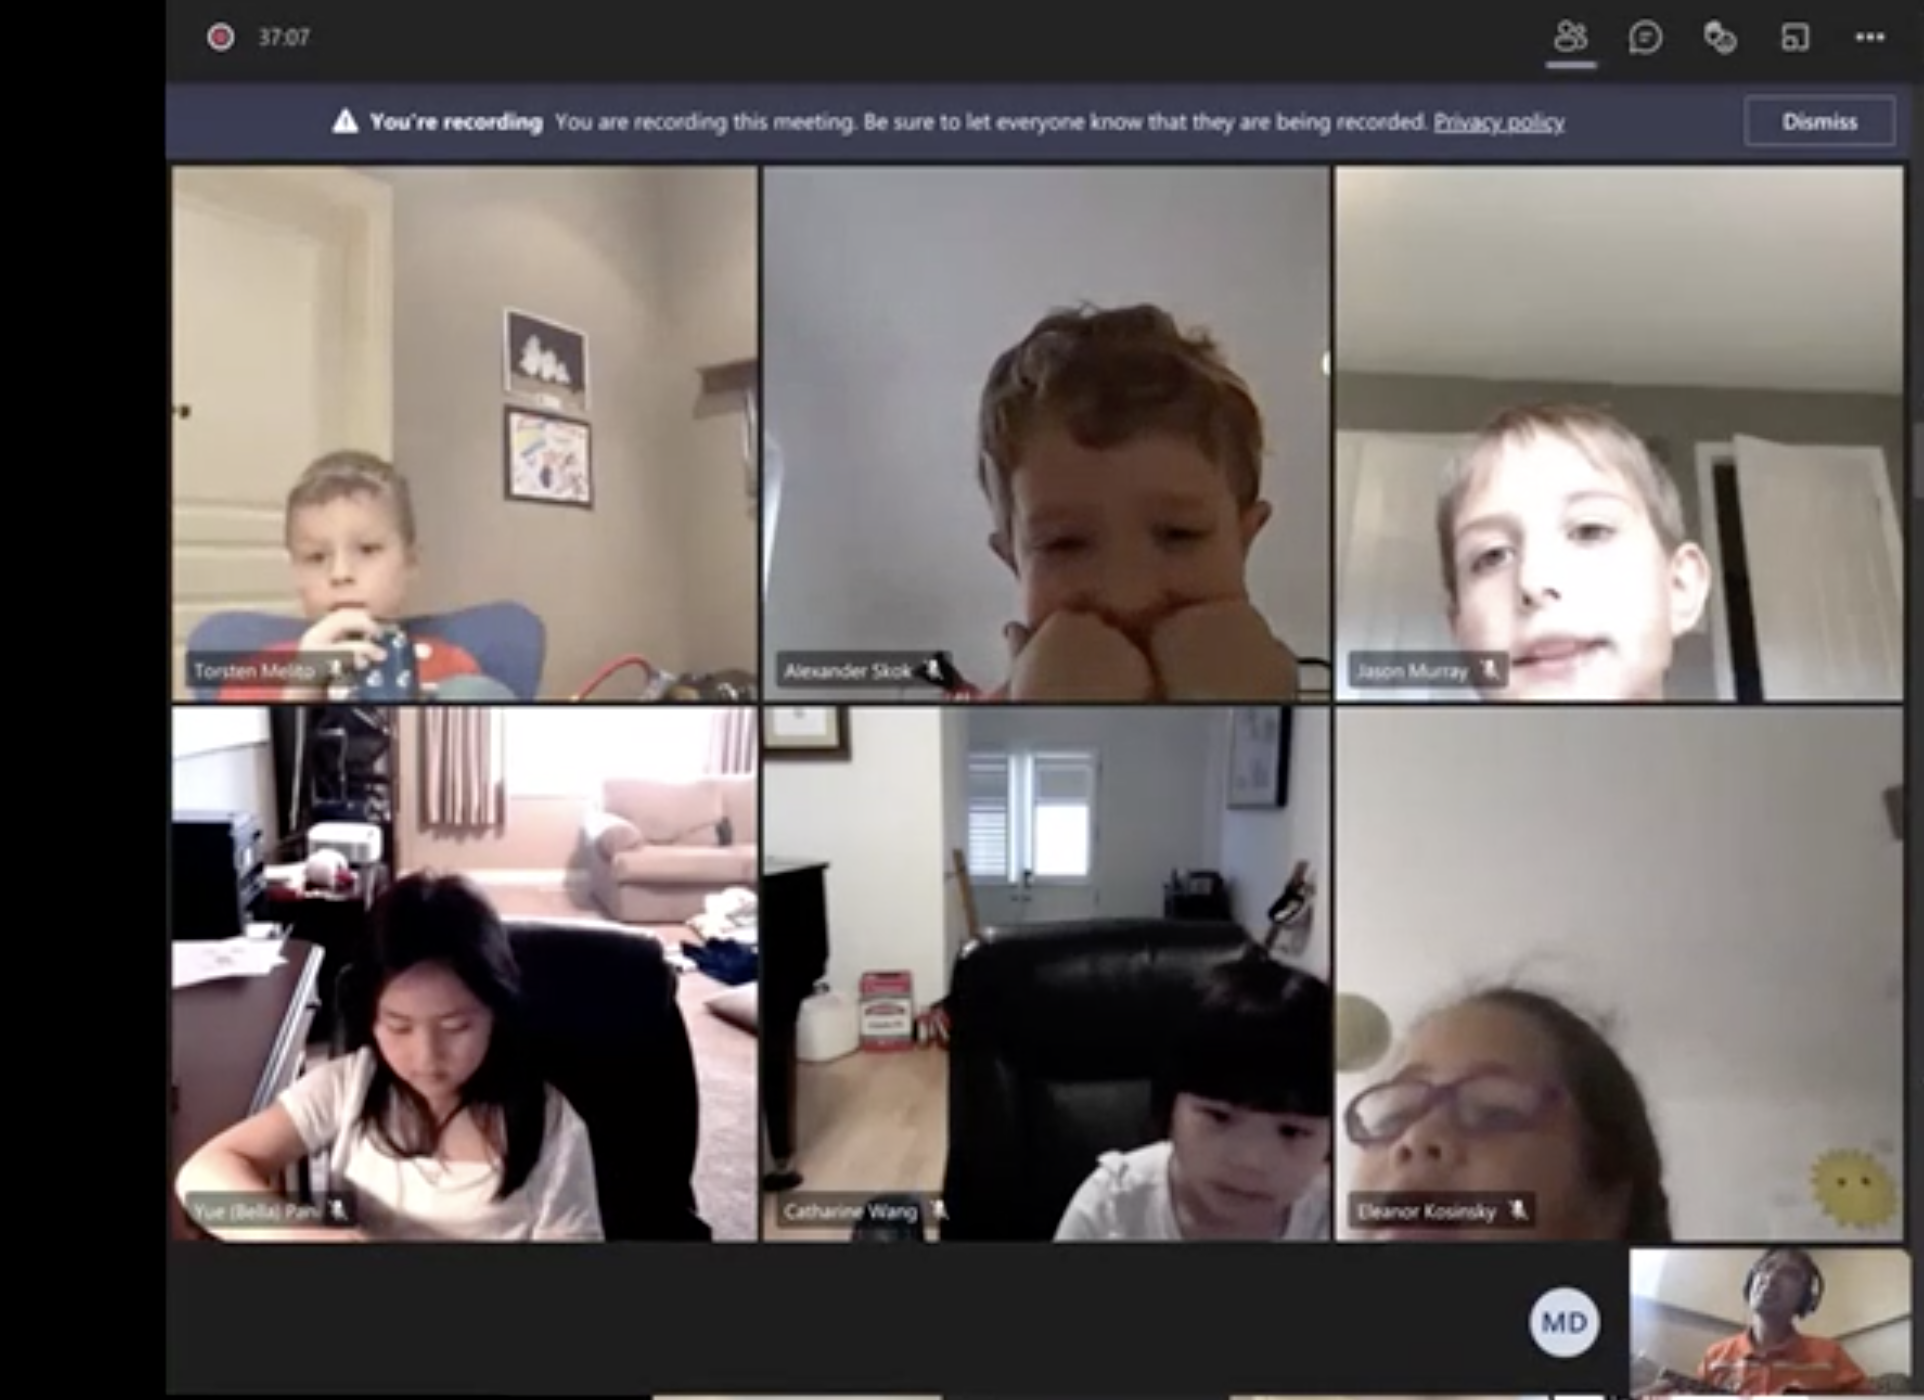 37:07
You're recording You are recording this meeting. Be sure to let everyone know that they are being recorded. Privacy policy
Dismiss
Torsten Melito
Alexander Skok
Jason Murray
Yue (Bella) Pan
Catharine Wang
Eleanor Kosinsky
MD